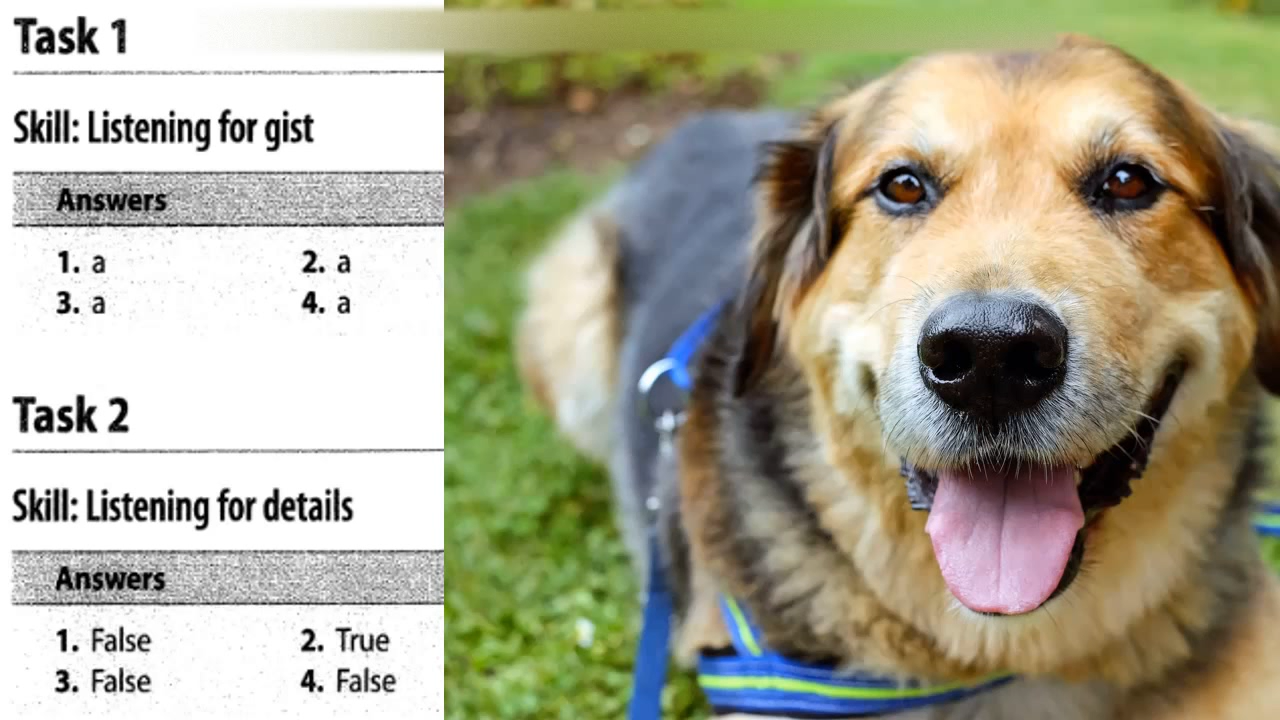 Task 1
Skill: Listening for gist
Answers
1. a 2. a
3. a 4. a
Task 2
Skill: Listening for details
Answers
1. False 2. True
3. False 4. False